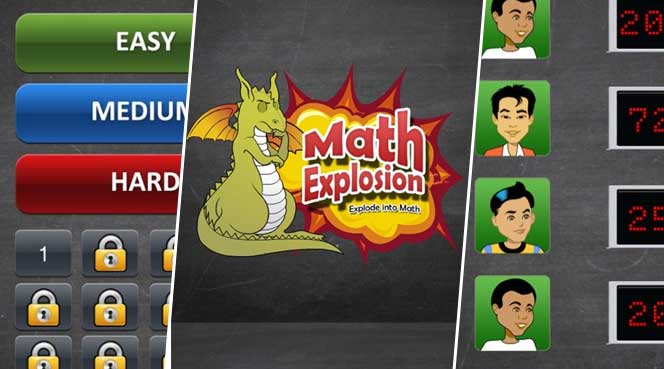 EASY
MEDIUM
HARD
1
Math
Explosion
Explode into Math
20
72
25
20